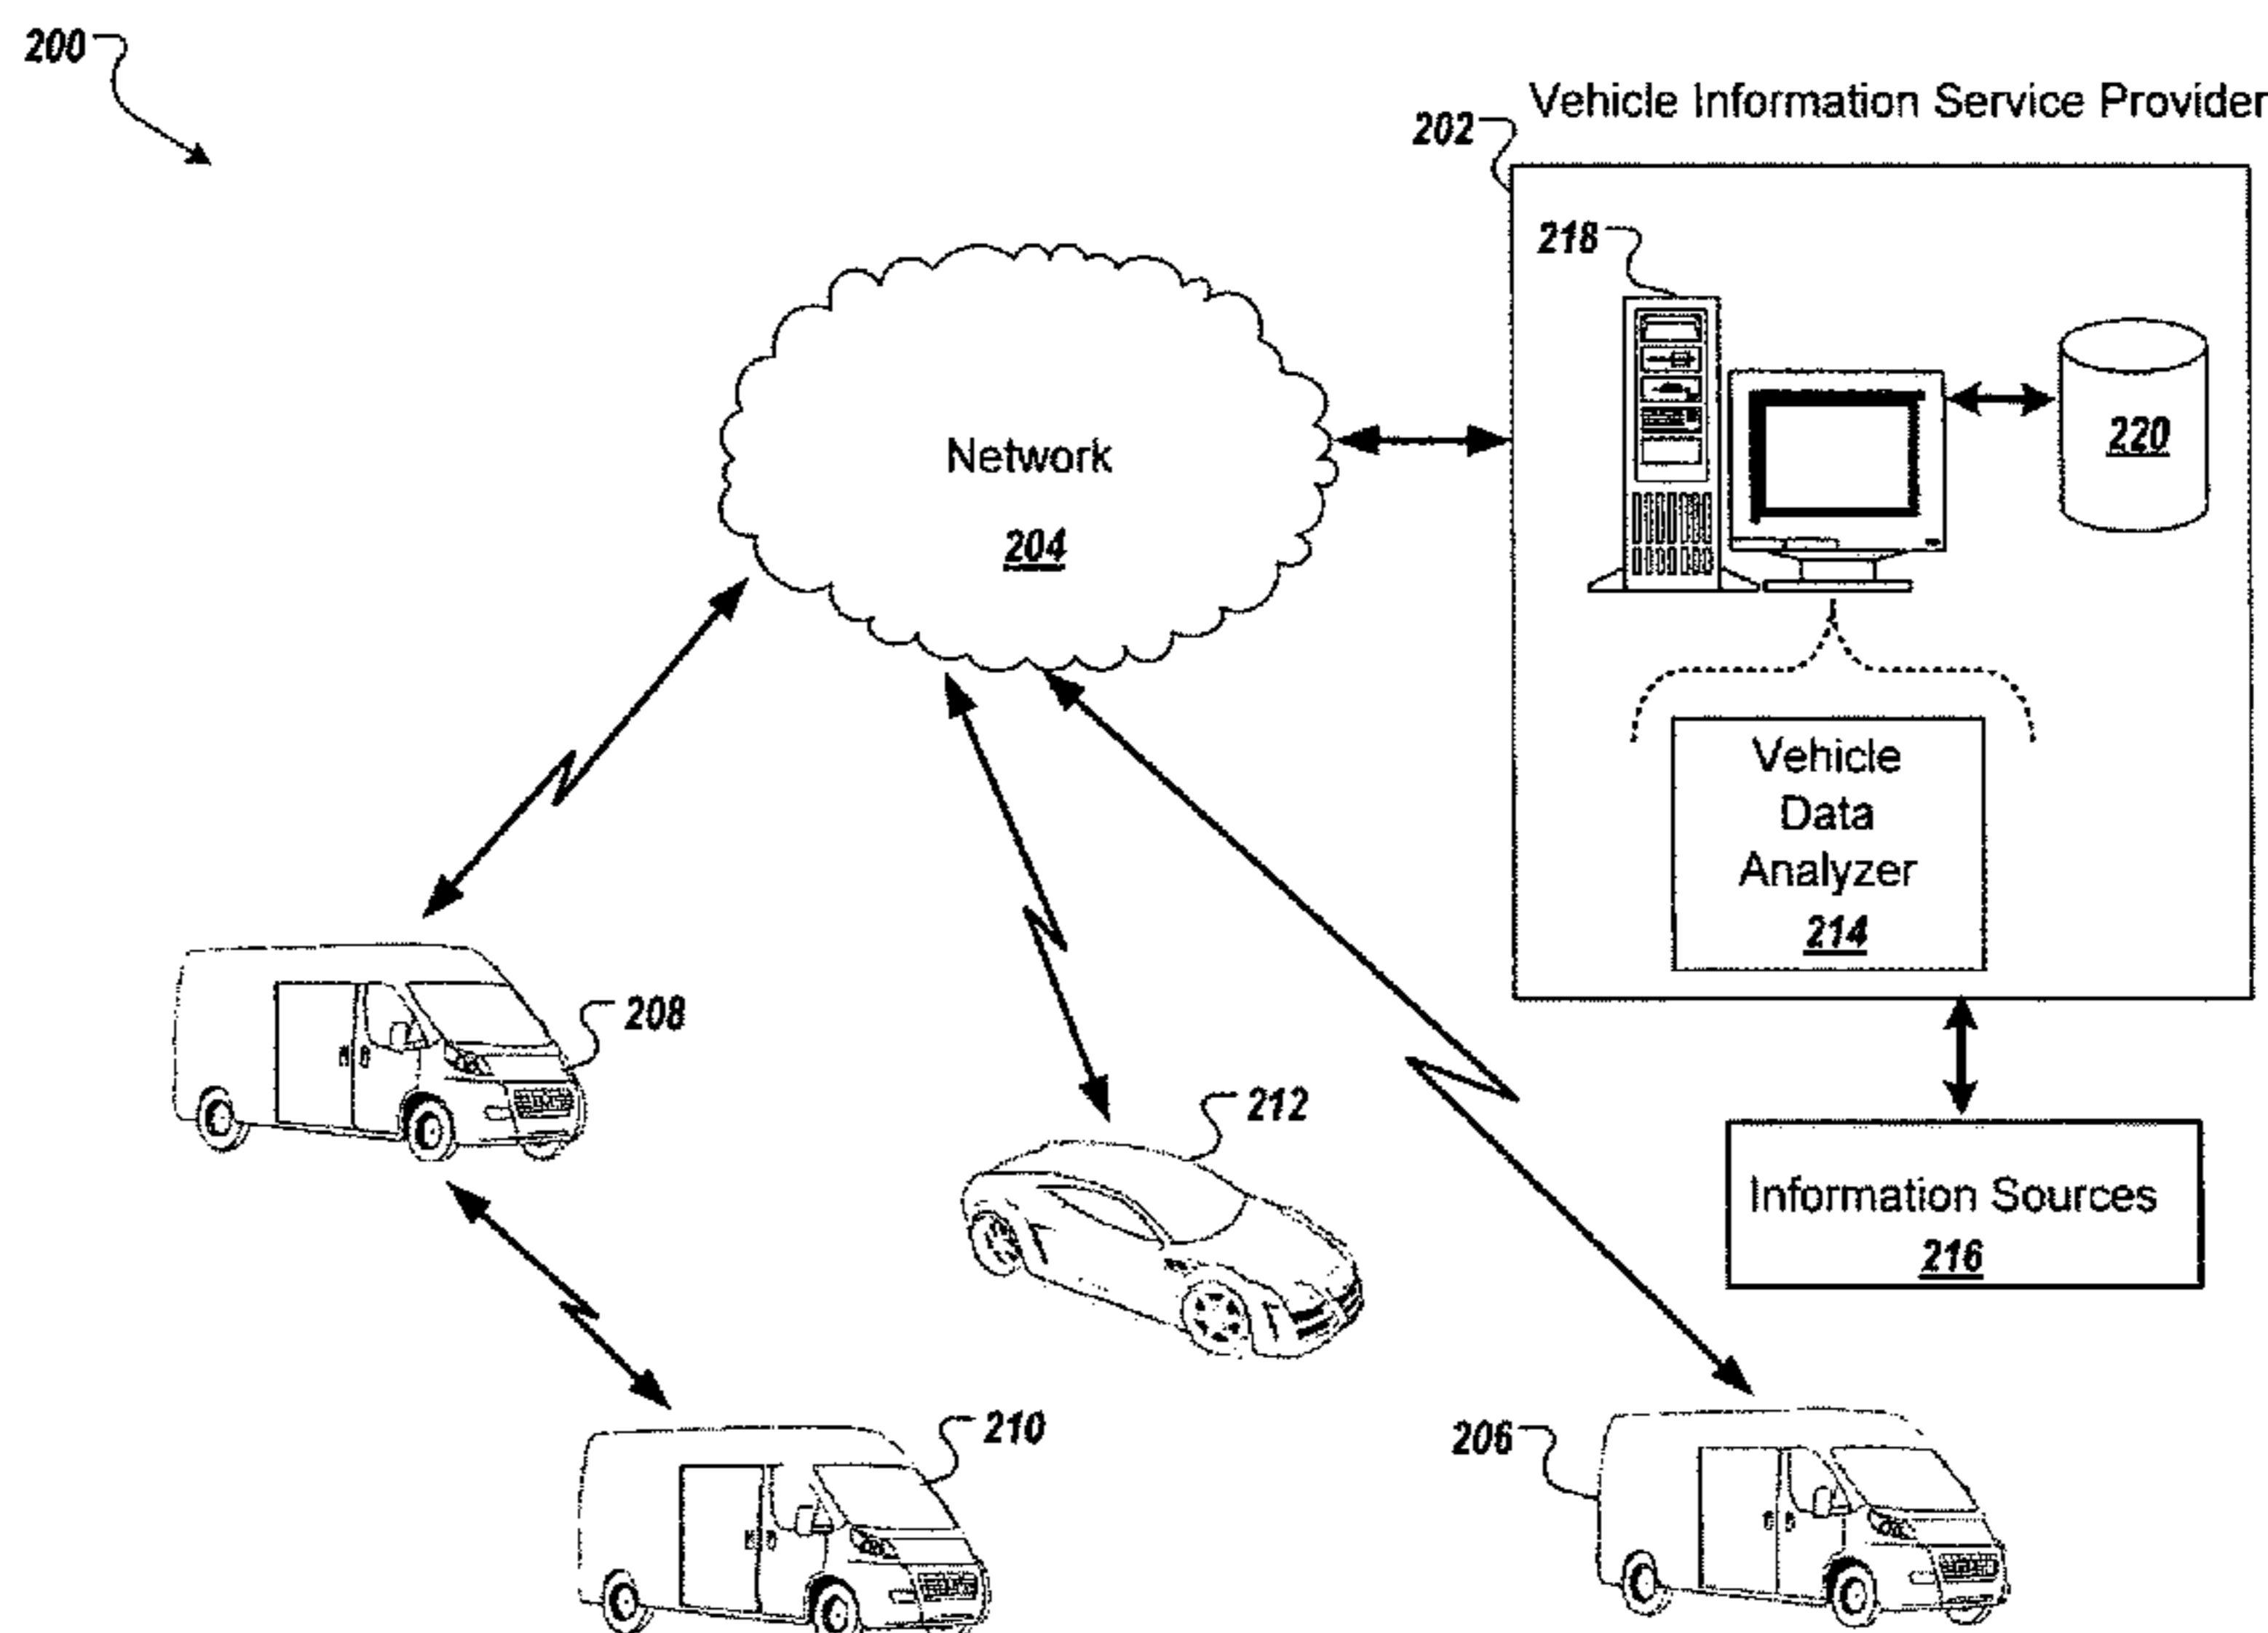 200
Vehicle Information Service Provider
202
218
220
Network
204
Vehicle
Data
Analyzer
214
208
212
Information Sources
216
210
206